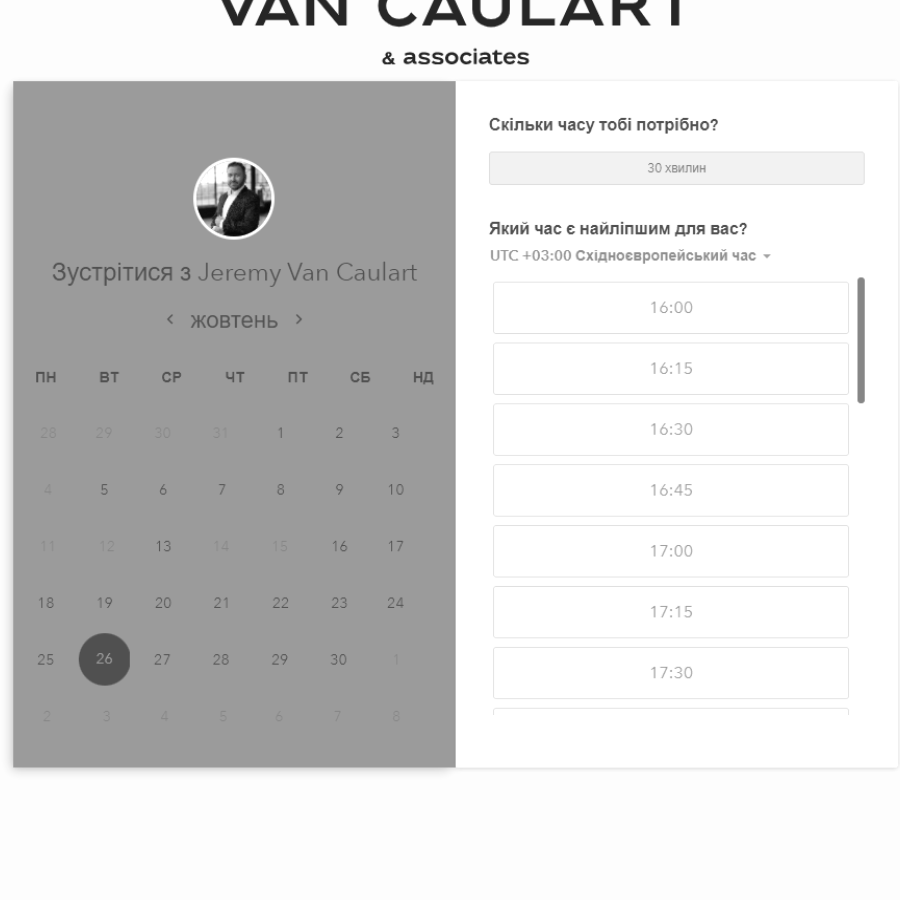 VAN CAULART
& associates
Зустрітися з Jeremy Van Caulart
жовтень
ПН ВТ СР ЧТ ПТ СБ НД
28 29 30 31 1 2 3
4 5 6 7 8 9 10
11 12 13 14 15 16 17
18 19 20 21 22 23 24
25 26 27 28 29 30 1
2 3 4 5 6 7 8
Скільки часу тобі потрібно?
30 хвилин
Який час є найліпшим для вас?
UTC +03:00 Східноєвропейський час
16:00
16:15
16:30
16:45
17:00
17:15
17:30